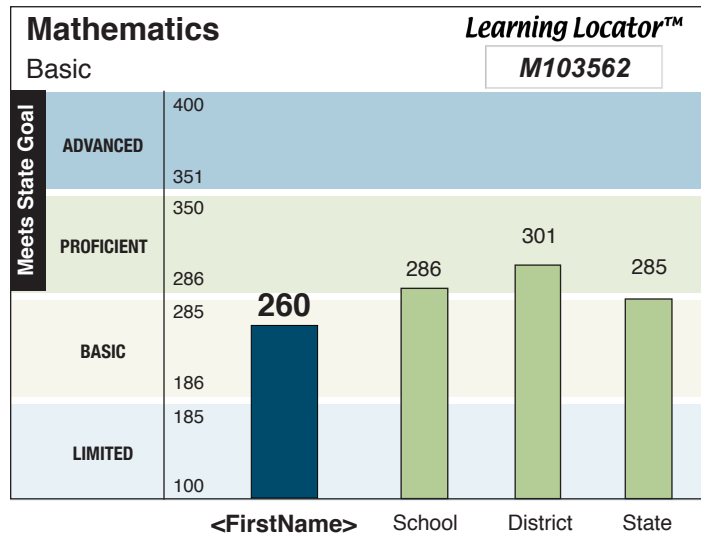 Mathematics
Learning Locator™
Basic
M103562
Meets State Goal
400
ADVANCED
351
350
PROFICIENT
286
285
BASIC
186
185
LIMITED
100
260
286
301
285
<FirstName>
School
District
State